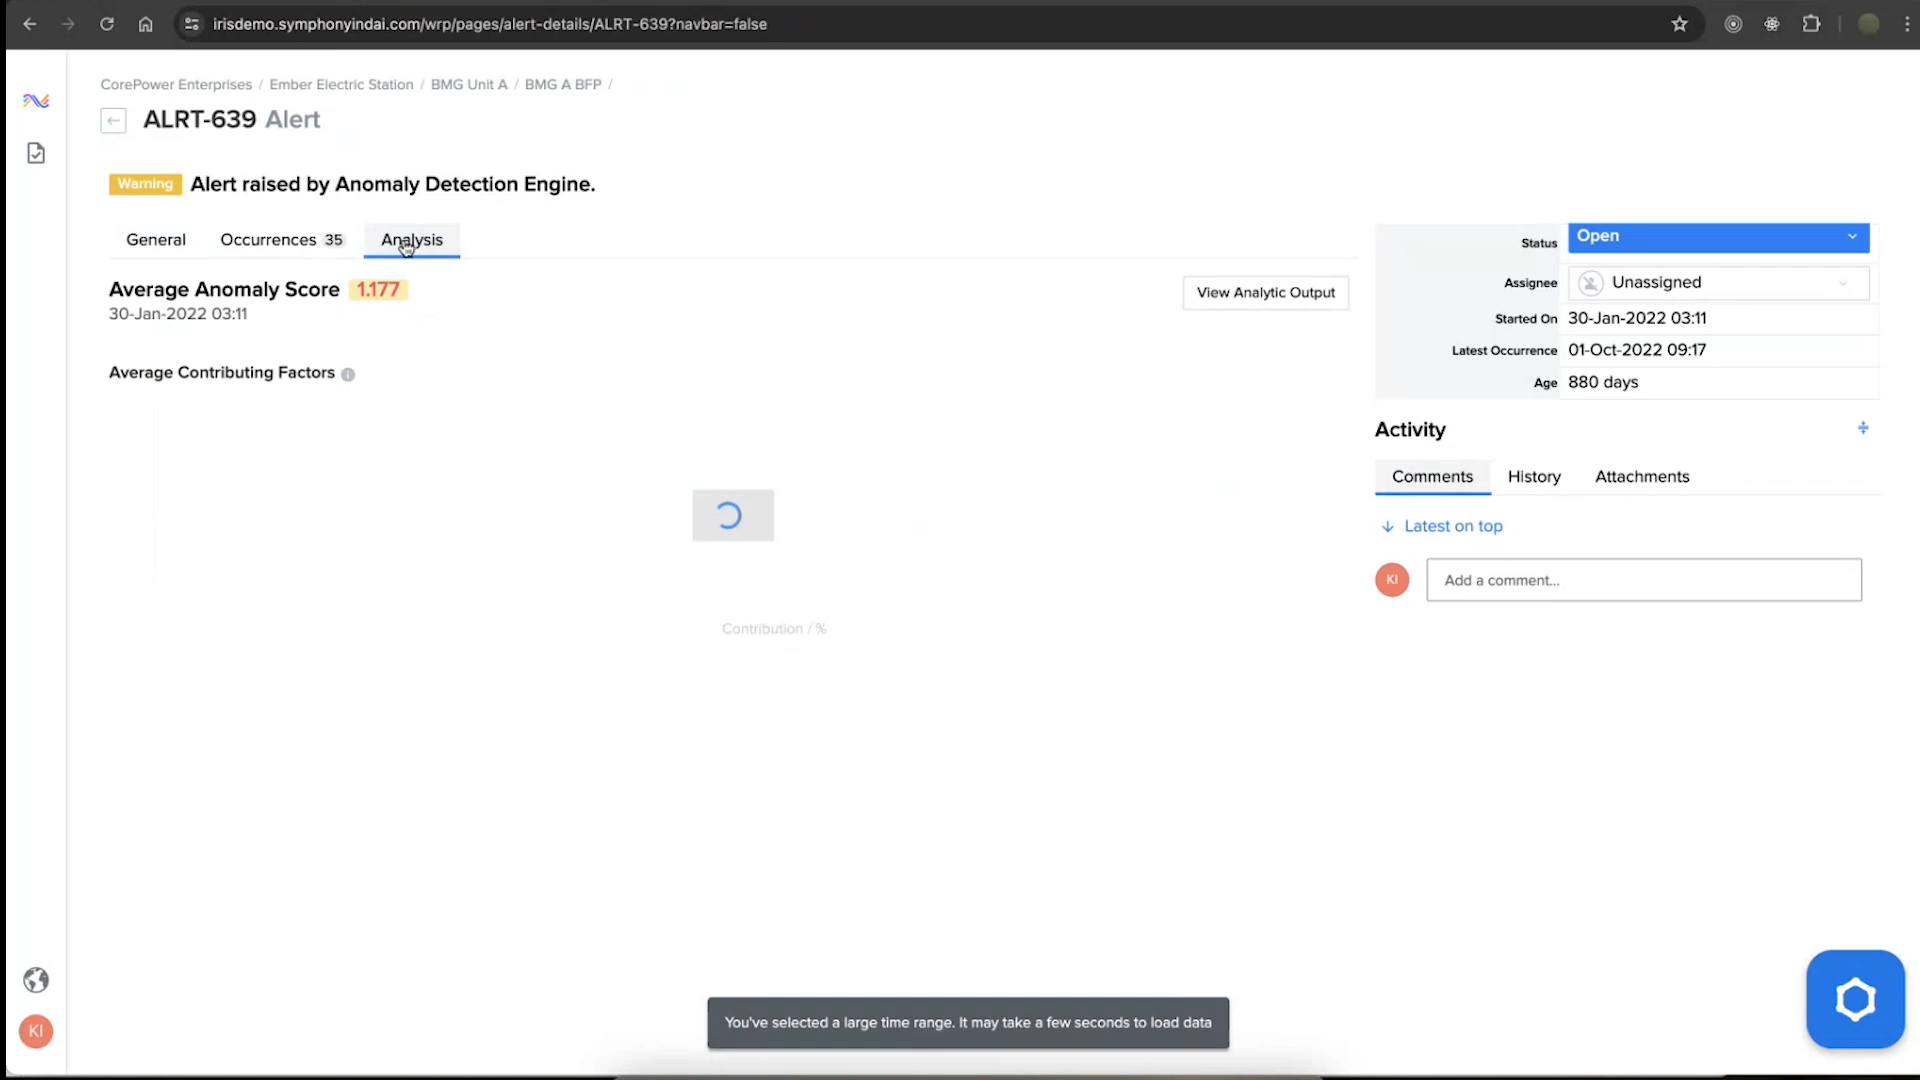 irisdemo.symphonyindai.com/wrp/pages/alert-details/ALRT-639?navbar=false
CorePower Enterprises / Ember Electric Station / BMG Unit A / BMG A BFP /
ALRT-639 Alert
Warning Alert raised by Anomaly Detection Engine.
General Occurrences 35 Analysis
Average Anomaly Score 1.177
30-Jan-2022 03:11
View Analytic Output
Average Contributing Factors
Contribution / %
Status Open
Assignee Unassigned
Started On 30-Jan-2022 03:11
Latest Occurrence 01-Oct-2022 09:17
Age 880 days
Activity
Comments History Attachments
Latest on top
KI Add a comment...
KI
You've selected a large time range. It may take a few seconds to load data